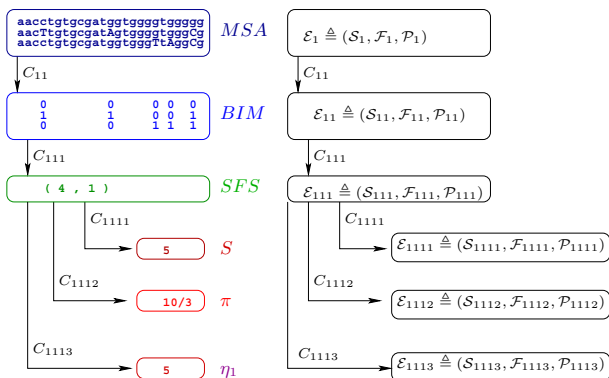 aacctgtgcgatggtggggtggggg
aacTtgtgcgatAgtggggtgggCg
aacctgtgcgatggtgggTtAggCg
MSA
ℰ₁ ≜ (𝒮₁, ℱ₁, 𝒫₁)
C₁₁
C₁₁
0 0 0 0 0
1 1 0 0 1
0 0 1 1 1
BIM
ℰ₁₁ ≜ (𝒮₁₁, ℱ₁₁, 𝒫₁₁)
C₁₁₁
C₁₁₁
( 4 , 1 )
SFS
ℰ₁₁₁ ≜ (𝒮₁₁₁, ℱ₁₁₁, 𝒫₁₁₁)
C₁₁₁₁
C₁₁₁₁
5
S
ℰ₁₁₁₁ ≜ (𝒮₁₁₁₁, ℱ₁₁₁₁, 𝒫₁₁₁₁)
C₁₁₁₂
C₁₁₁₂
10/3
π
ℰ₁₁₁₂ ≜ (𝒮₁₁₁₂, ℱ₁₁₁₂, 𝒫₁₁₁₂)
C₁₁₁₃
C₁₁₁₃
5
η₁
ℰ₁₁₁₃ ≜ (𝒮₁₁₁₃, ℱ₁₁₁₃, 𝒫₁₁₁₃)